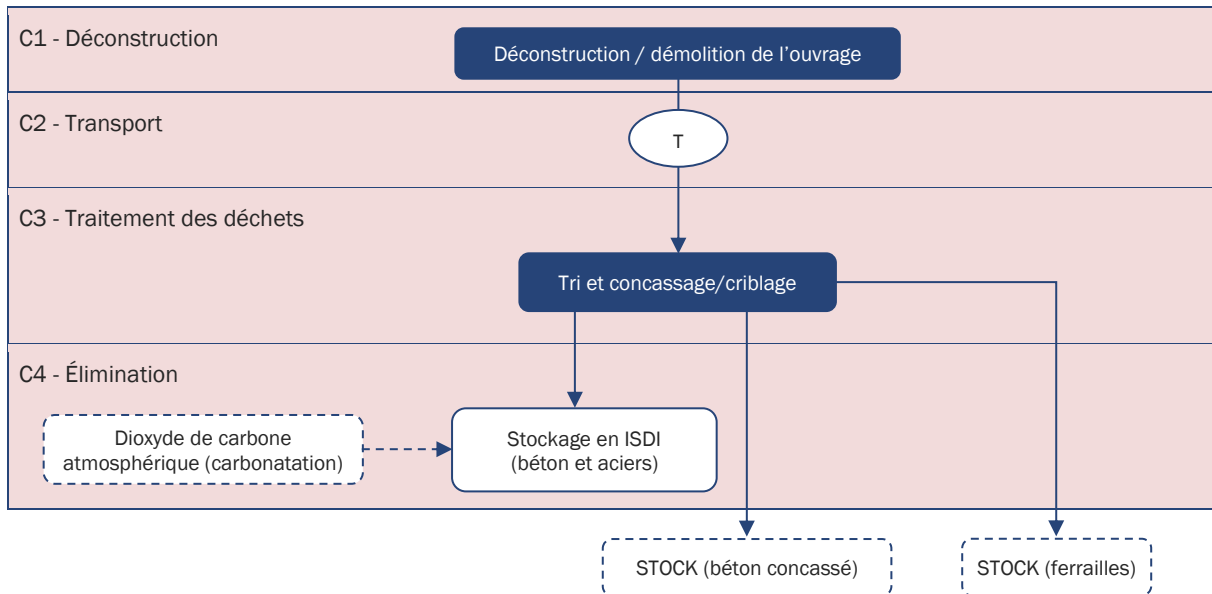 C1 - Déconstruction
Déconstruction / démolition de l'ouvrage
C2 - Transport
T
C3 - Traitement des déchets
Tri et concassage/criblage
C4 - Élimination
Dioxyde de carbone
atmosphérique (carbonatation)
Stockage en ISDI
(béton et aciers)
STOCK (béton concassé)
STOCK (ferrailles)